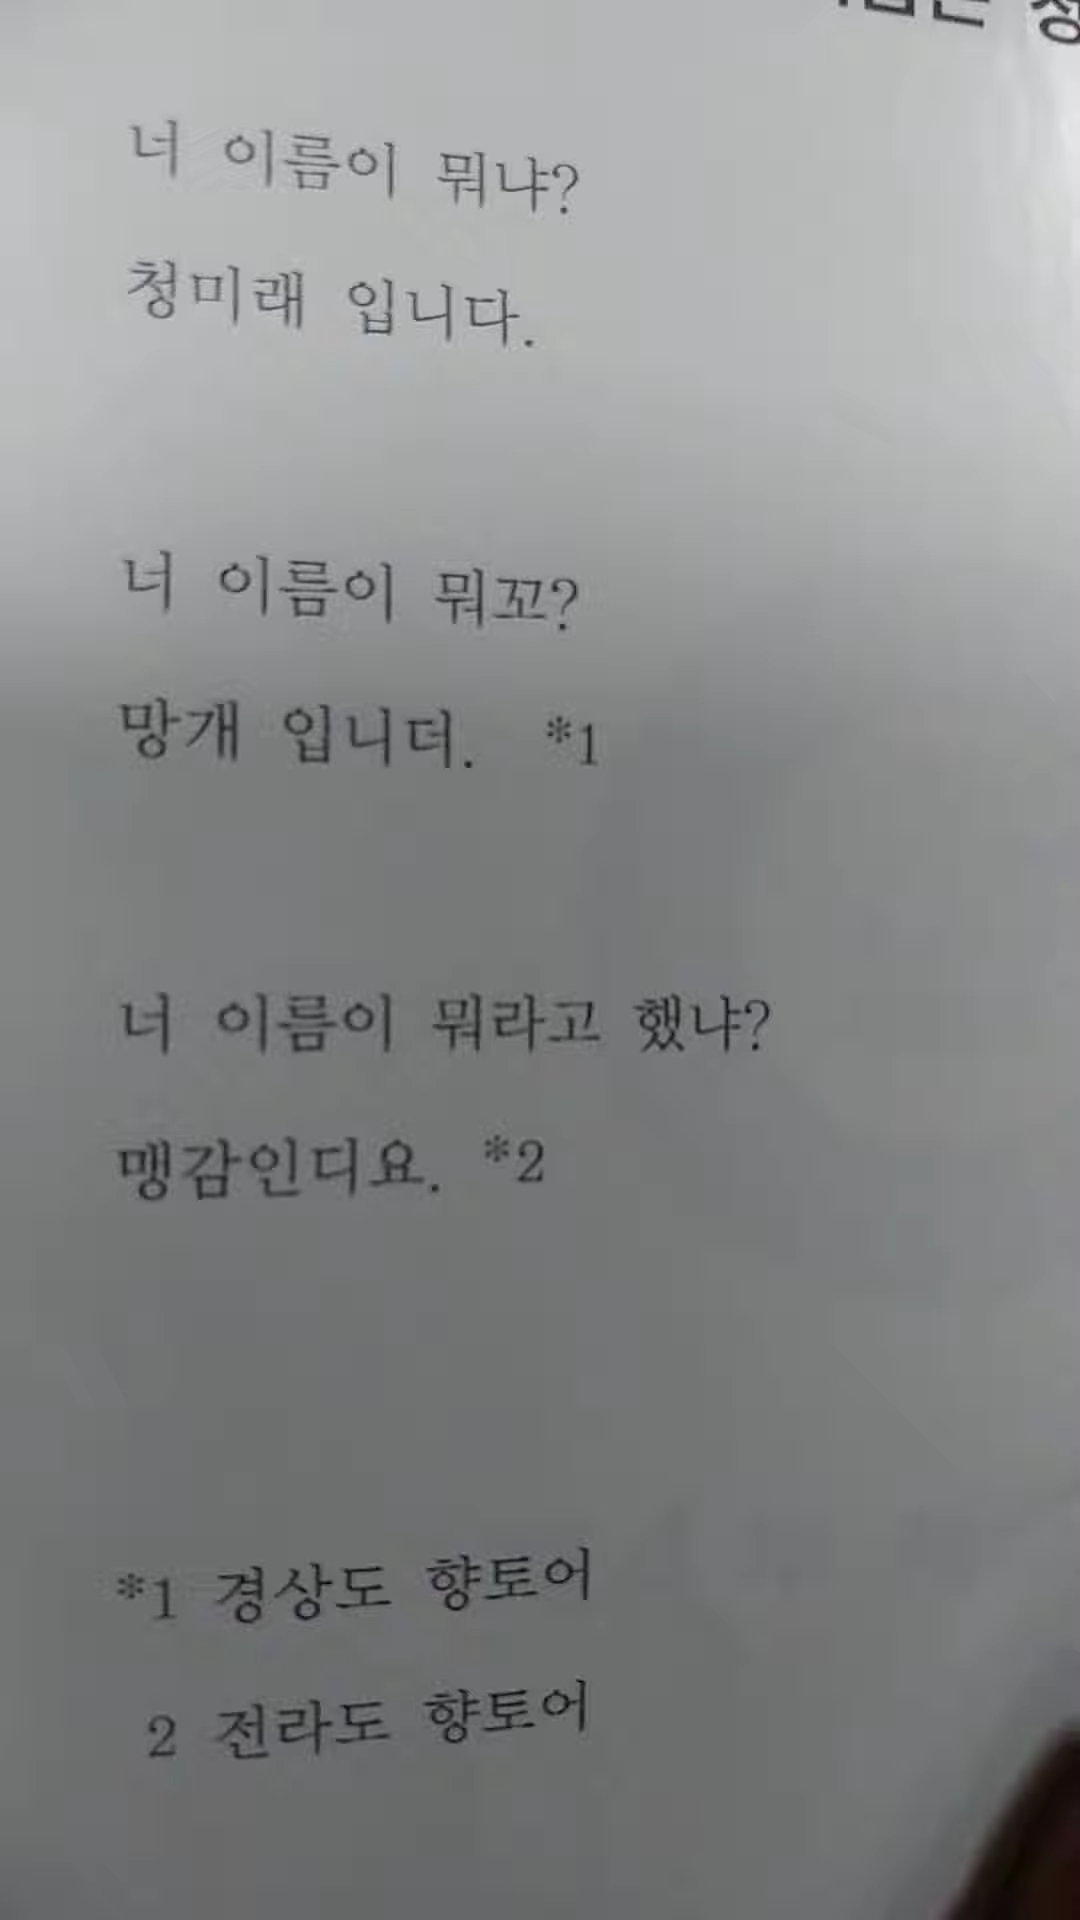 너 이름이 뭐냐?
청미래 입니다.
너 이름이 뭐꼬?
망개 입니더. *1
너 이름이 뭐라고 했냐?
맹감인디요. *2
*1 경상도 향토어
2 전라도 향토어